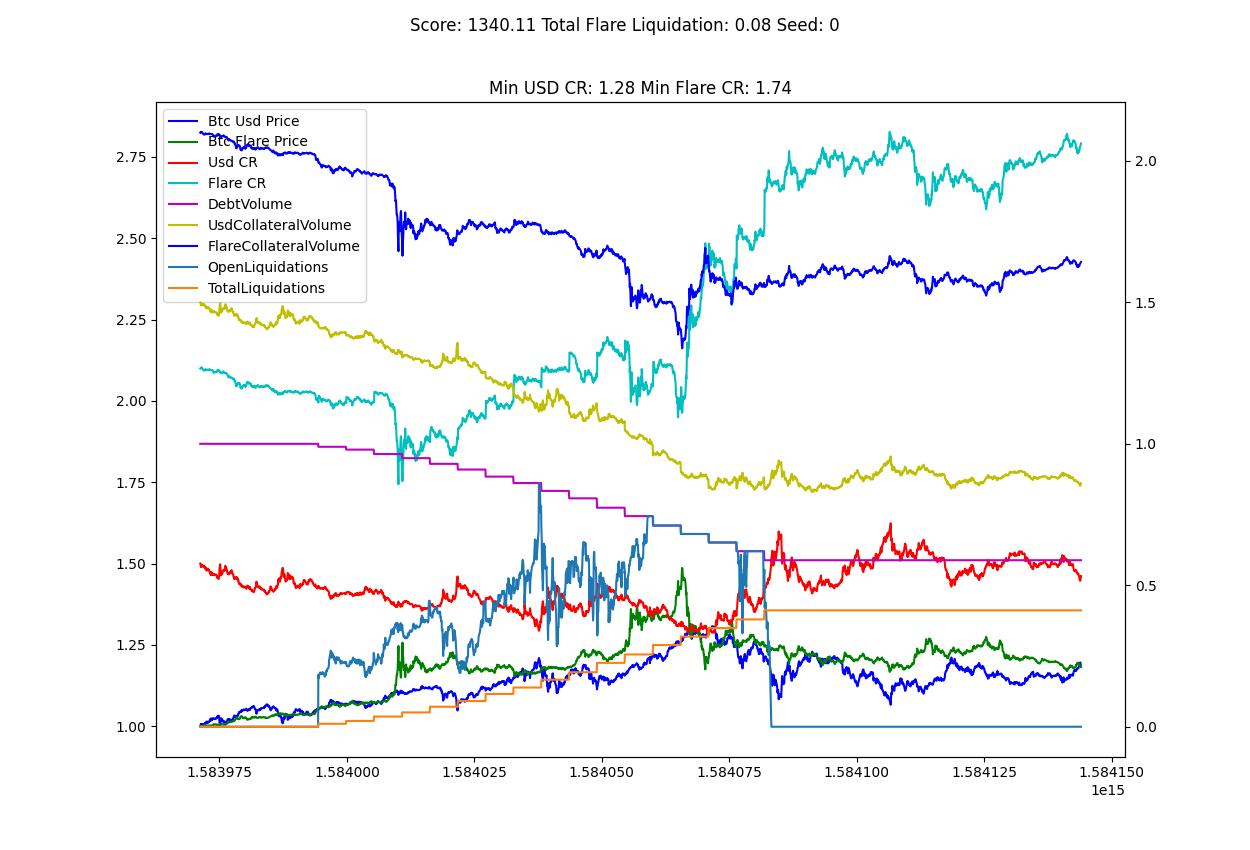 Score: 1340.11 Total Flare Liquidation: 0.08 Seed: 0
Min USD CR: 1.28 Min Flare CR: 1.74
Btc Usd Price
Btc Flare Price
Usd CR
Flare CR
DebtVolume
UsdCollateralVolume
FlareCollateralVolume
OpenLiquidations
TotalLiquidations
2.75
2.50
2.25
2.00
1.75
1.50
1.25
1.00
2.0
1.5
1.0
0.5
0.0
1.583975 1.584000 1.584025 1.584050 1.584075 1.584100 1.584125 1.584150
1e15